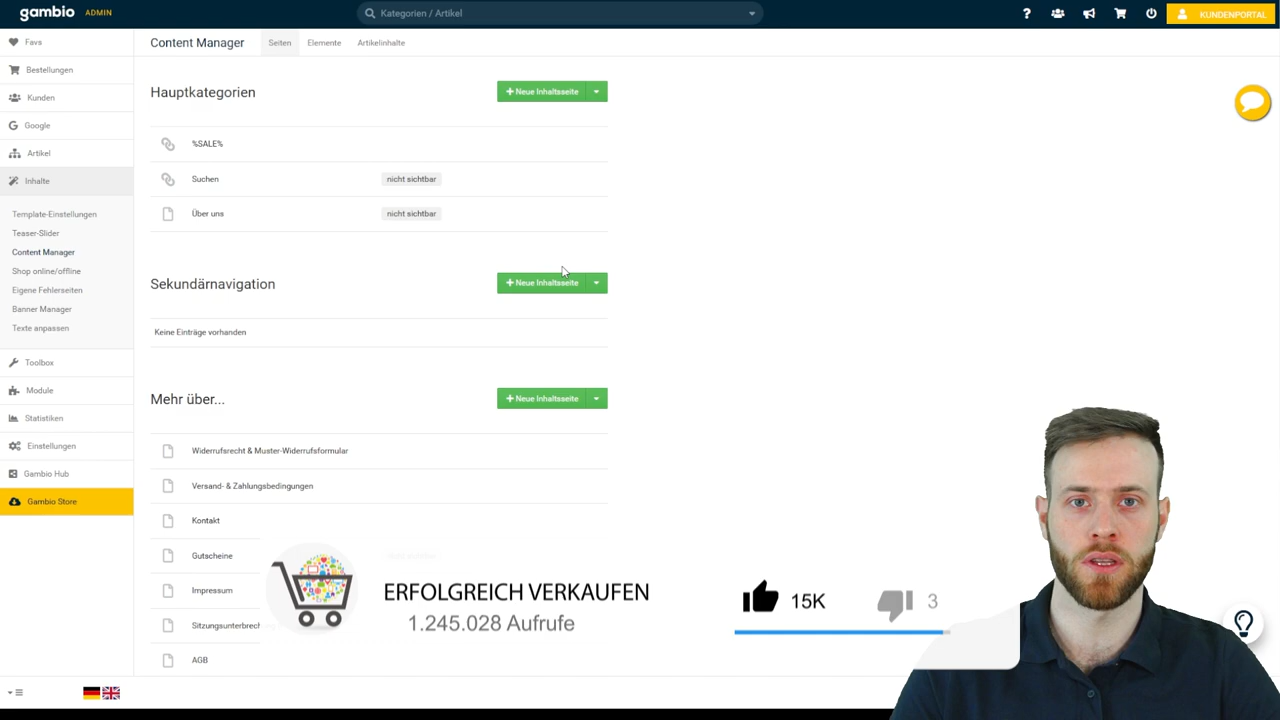 gambio ADMIN
Kategorien / Artikel
KUNDENPORTAL
Favs
Bestellungen
Kunden
Google
Artikel
Inhalte
Template-Einstellungen
Teaser-Slider
Content Manager
Shop online/offline
Eigene Fehlerseiten
Banner Manager
Texte anpassen
Toolbox
Module
Statistiken
Einstellungen
Gambio Hub
Gambio Store
Content Manager Seiten Elemente Artikelinhalte
Hauptkategorien Neue Inhaltsseite
%SALE%
Suchen nicht sichtbar
Über uns nicht sichtbar
Sekundärnavigation Neue Inhaltsseite
Keine Einträge vorhanden
Mehr über... Neue Inhaltsseite
Widerrufsrecht & Muster-Widerrufsformular
Versand- & Zahlungsbedingungen
Kontakt
Gutscheine
Impressum
AGB
ERFOLGREICH VERKAUFEN
1.245.028 Aufrufe
15K 3